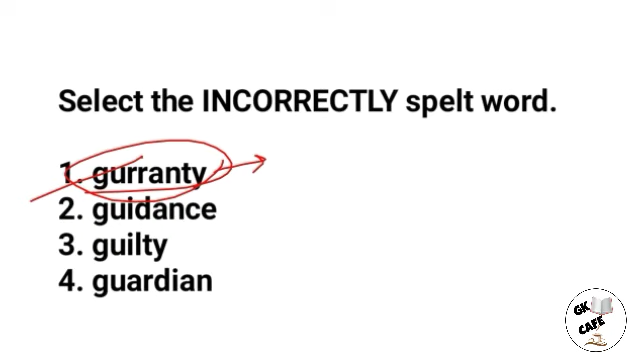 Select the INCORRECTLY spelt word.
1. gurranty
2. guidance
3. guilty
4. guardian
GK
CAFE